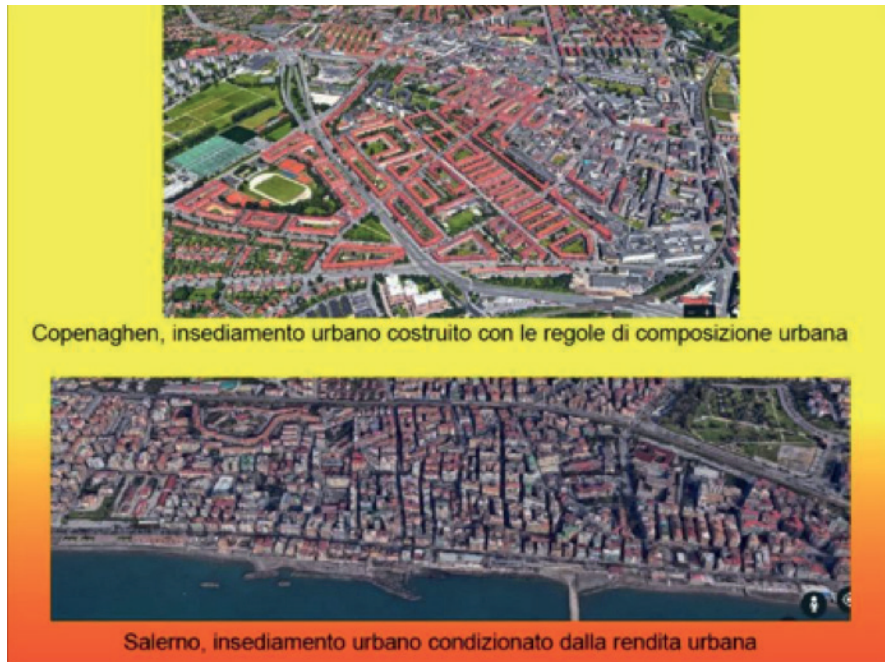 Copenaghen, insediamento urbano costruito con le regole di composizione urbana
Salerno, insediamento urbano condizionato dalla rendita urbana